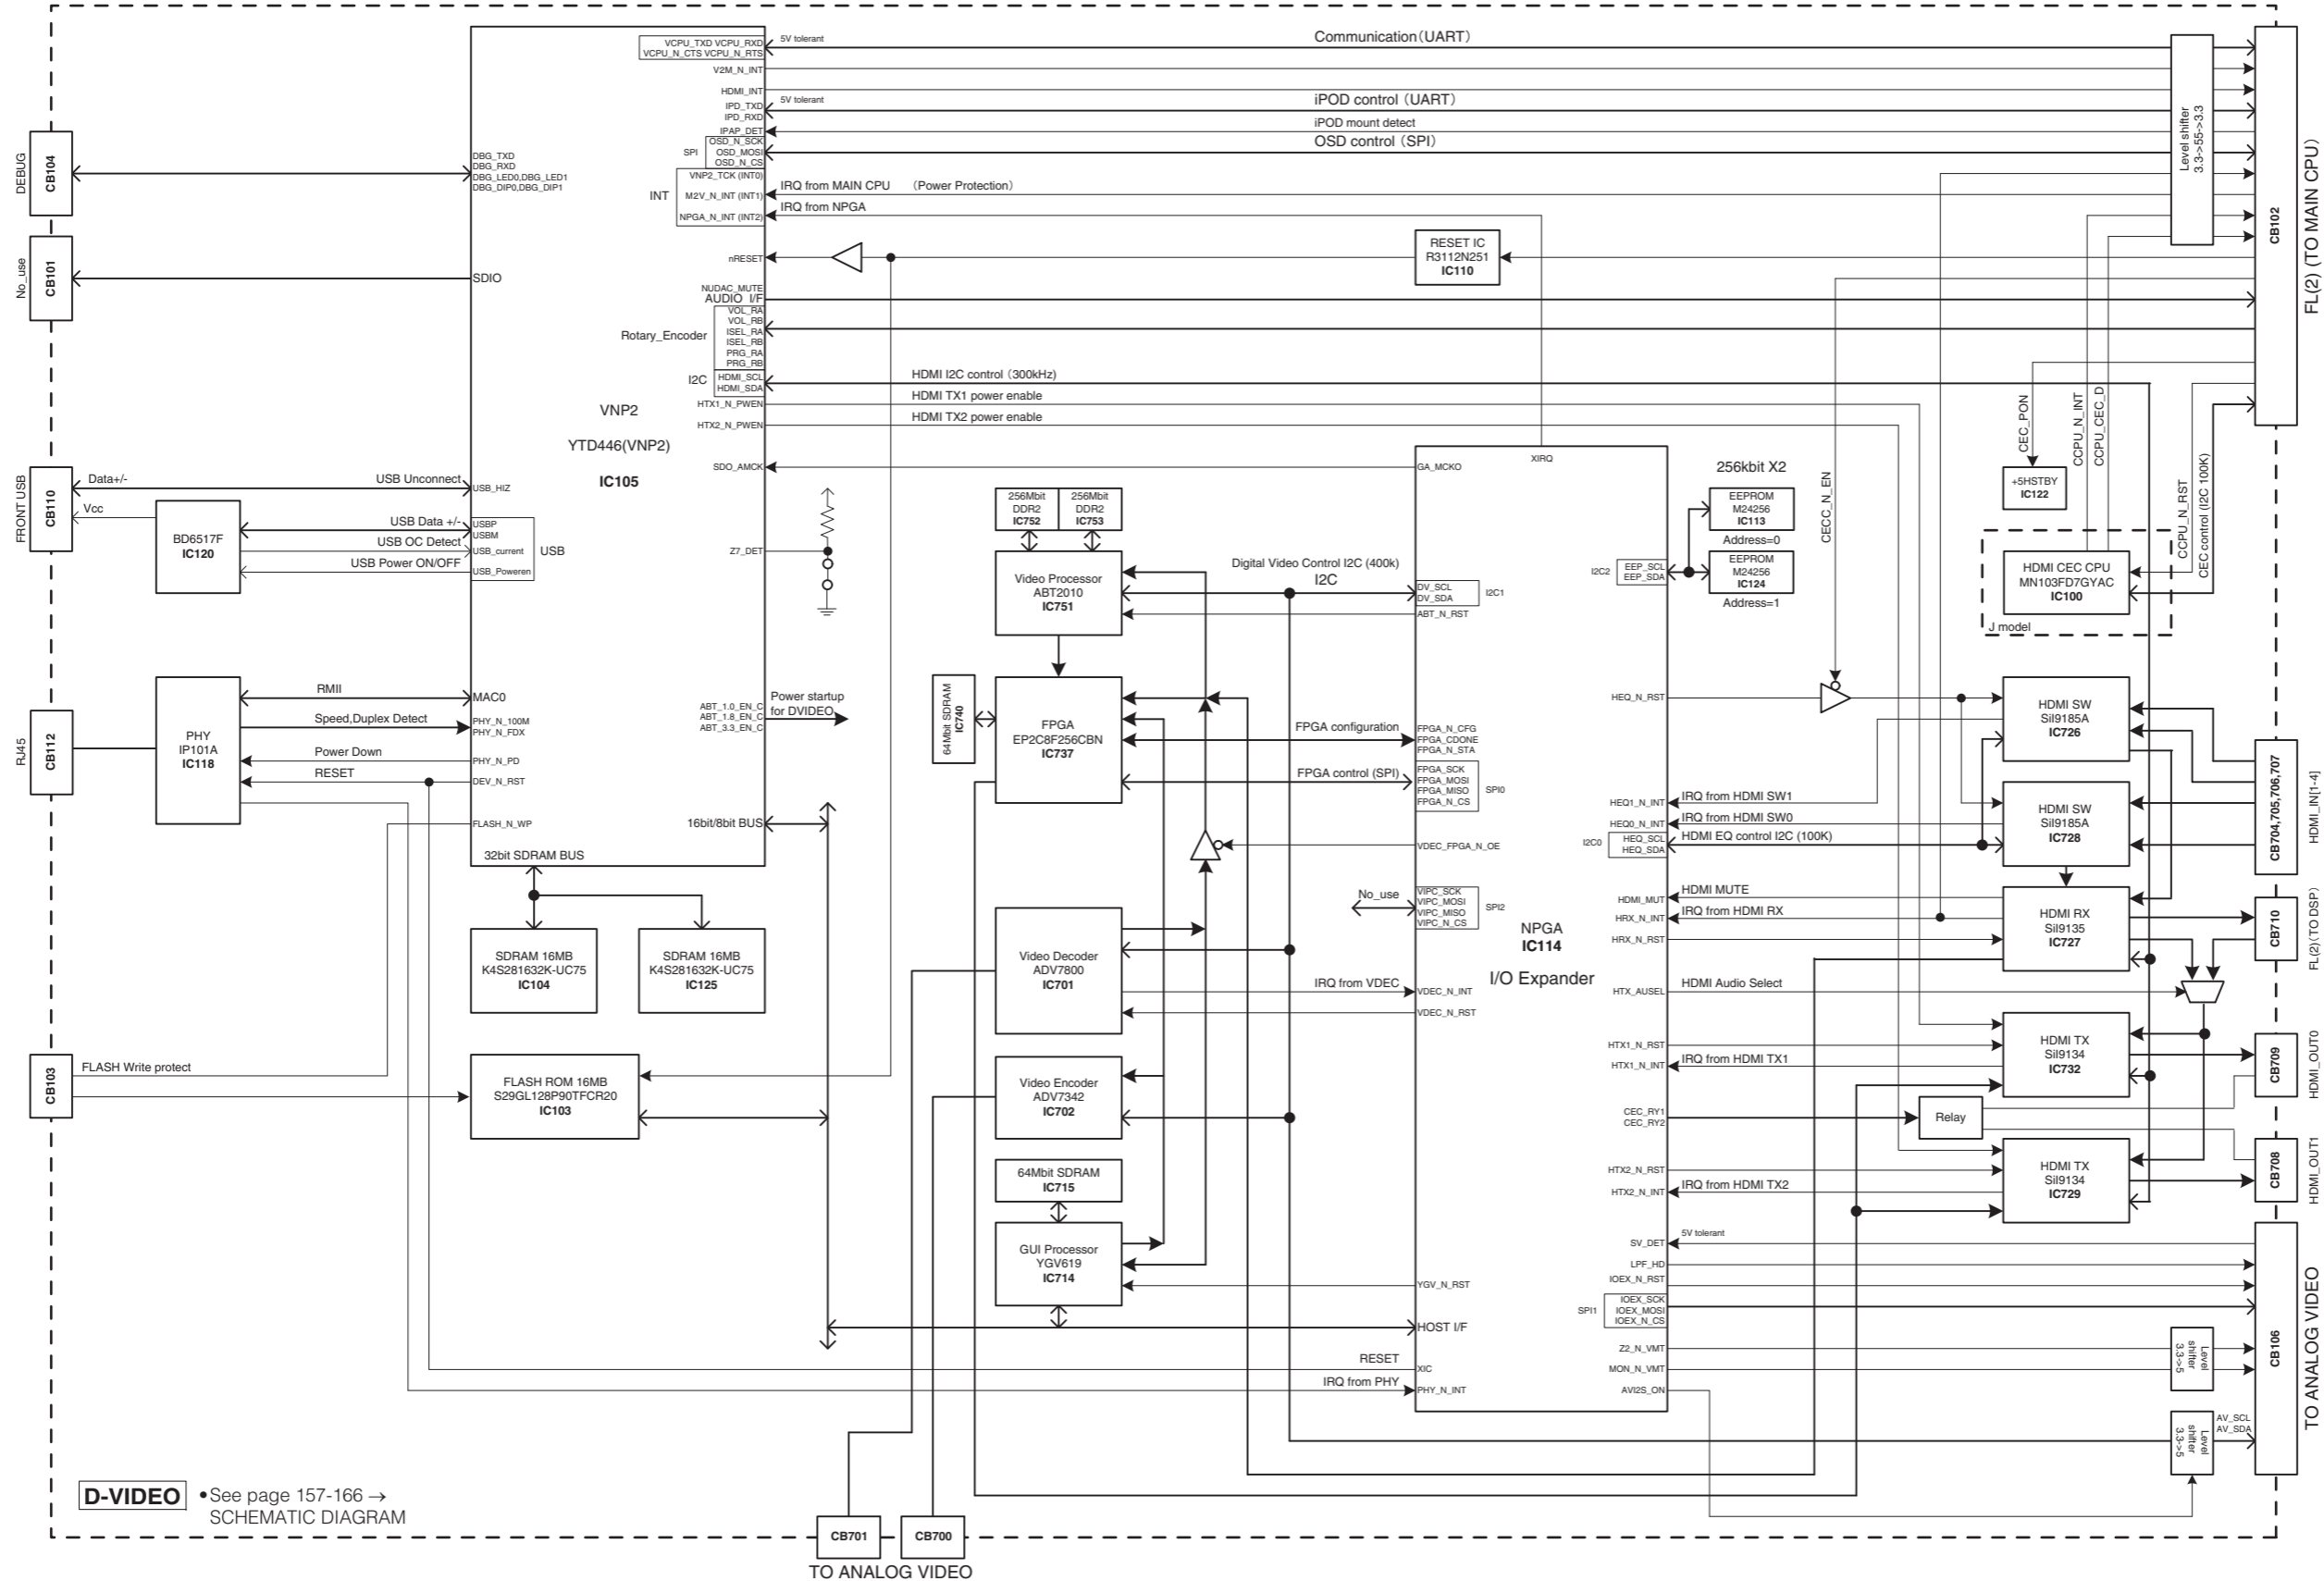 DEBUG
CB104
No_use
CB101
FRONT USB
CB110
RJ45
CB112
CB103
VCPU_TXD VCPU_RXD
VCPU_N_CTS VCPU_N_RTS
V2M_N_INT
HDMI_INT
IPD_TXD
IPD_RXD
IPAP_DET
SPI
OSD_N_SCK
OSD_MOSI
OSD_N_CS
INT
VNP2_TCK (INT0)
M2V_N_INT (INT1)
NPGA_N_INT (INT2)
nRESET
NUDAC_MUTE
AUDIO I/F
Rotary_Encoder
VOL_RA
VOL_RB
ISEL_RA
ISEL_RB
PRG_RA
PRG_RB
I2C
HDMI_SCL
HDMI_SDA
HTX1_N_PWEN
HTX2_N_PWEN
SDO_AMCK
Z7_DET
DBG_TXD
DBG_RXD
DBG_LED0,DBG_LED1
DBG_DIP0,DBG_DIP1
SDIO
VNP2
YTD446(VNP2)
IC105
USB_HIZ
USBP
USBM
USB_current
USB_Poweren
USB
MAC0
PHY_N_100M
PHY_N_FDX
PHY_N_PD
DEV_N_RST
FLASH_N_WP
32bit SDRAM BUS
ABT_1.0_EN_C
ABT_1.8_EN_C
ABT_3.3_EN_C
16bit/8bit BUS
Power startup
for DVIDEO
5V tolerant
Communication(UART)
5V tolerant
iPOD control (UART)
iPOD mount detect
OSD control (SPI)
IRQ from MAIN CPU (Power Protection)
IRQ from NPGA
RESET IC
R3112N251
IC110
HDMI I2C control (300kHz)
HDMI TX1 power enable
HDMI TX2 power enable
Level shifter
3.3->55->3.3
CB102
FL(2) (TO MAIN CPU)
Data+/-
USB Unconnect
Vcc
USB Data +/-
USB OC Detect
USB Power ON/OFF
BD6517F
IC120
PHY
IP101A
IC118
RMII
Speed,Duplex Detect
Power Down
RESET
SDRAM 16MB
K4S281632K-UC75
IC104
SDRAM 16MB
K4S281632K-UC75
IC125
FLASH Write protect
FLASH ROM 16MB
S29GL128P90TFCR20
IC103
256Mbit
DDR2
IC752
256Mbit
DDR2
IC753
Video Processor
ABT2010
IC751
64Mbit SDRAM
IC740
FPGA
EP2C8F256CBN
IC737
Video Decoder
ADV7800
IC701
Video Encoder
ADV7342
IC702
64Mbit SDRAM
IC715
GUI Processor
YGV619
IC714
Digital Video Control I2C (400k)
I2C
FPGA configuration
FPGA control (SPI)
No_use
IRQ from VDEC
RESET
IRQ from PHY
XIRQ
GA_MCKO
DV_SCL
DV_SDA
I2C1
ABT_N_RST
FPGA_N_CFG
FPGA_CDONE
FPGA_N_STA
FPGA_SCK
FPGA_MOSI
FPGA_MISO
FPGA_N_CS
SPI0
VDEC_FPGA_N_OE
VIPC_SCK
VIPC_MOSI
VIPC_MISO
VIPC_N_CS
SPI2
VDEC_N_INT
VDEC_N_RST
YGV_N_RST
HOST I/F
XIC
PHY_N_INT
NPGA
IC114
I/O Expander
I2C2
EEP_SCL
EEP_SDA
HEQ_N_RST
HEQ1_N_INT
HEQ0_N_INT
I2C0
HEQ_SCL
HEQ_SDA
HDMI_MUT
HRX_N_INT
HRX_N_RST
HTX_AUSEL
HTX1_N_RST
HTX1_N_INT
CEC_RY1
CEC_RY2
HTX2_N_RST
HTX2_N_INT
SV_DET
LPF_HD
IOEX_N_RST
SPI1
IOEX_SCK
IOEX_MOSI
IOEX_N_CS
Z2_N_VMT
MON_N_VMT
AVI2S_ON
256kbit X2
EEPROM
M24256
IC113
Address=0
EEPROM
M24256
IC124
Address=1
CECC_N_EN
CEC_PON
CCPU_N_INT
CCPU_CEC_D
CCPU_N_RST
CEC control (I2C 100K)
+5HSTBY
IC122
HDMI CEC CPU
MN103FD7GYAC
IC100
J model
IRQ from HDMI SW1
IRQ from HDMI SW0
HDMI EQ control I2C (100K)
HDMI MUTE
IRQ from HDMI RX
HDMI Audio Select
IRQ from HDMI TX1
IRQ from HDMI TX2
5V tolerant
HDMI SW
Sil9185A
IC726
HDMI SW
Sil9185A
IC728
HDMI RX
Sil9135
IC727
HDMI TX
Sil9134
IC732
Relay
HDMI TX
Sil9134
IC729
CB704,705,706,707
HDMI_IN[1-4]
CB710
FL(2)(TO DSP)
CB709
HDMI_OUT0
CB708
HDMI_OUT1
CB106
TO ANALOG VIDEO
Level
shifter
3.3->5
Level
shifter
3.3->5
AV_SCL
AV_SDA
D-VIDEO
•See page 157-166 →
SCHEMATIC DIAGRAM
CB701
CB700
TO ANALOG VIDEO